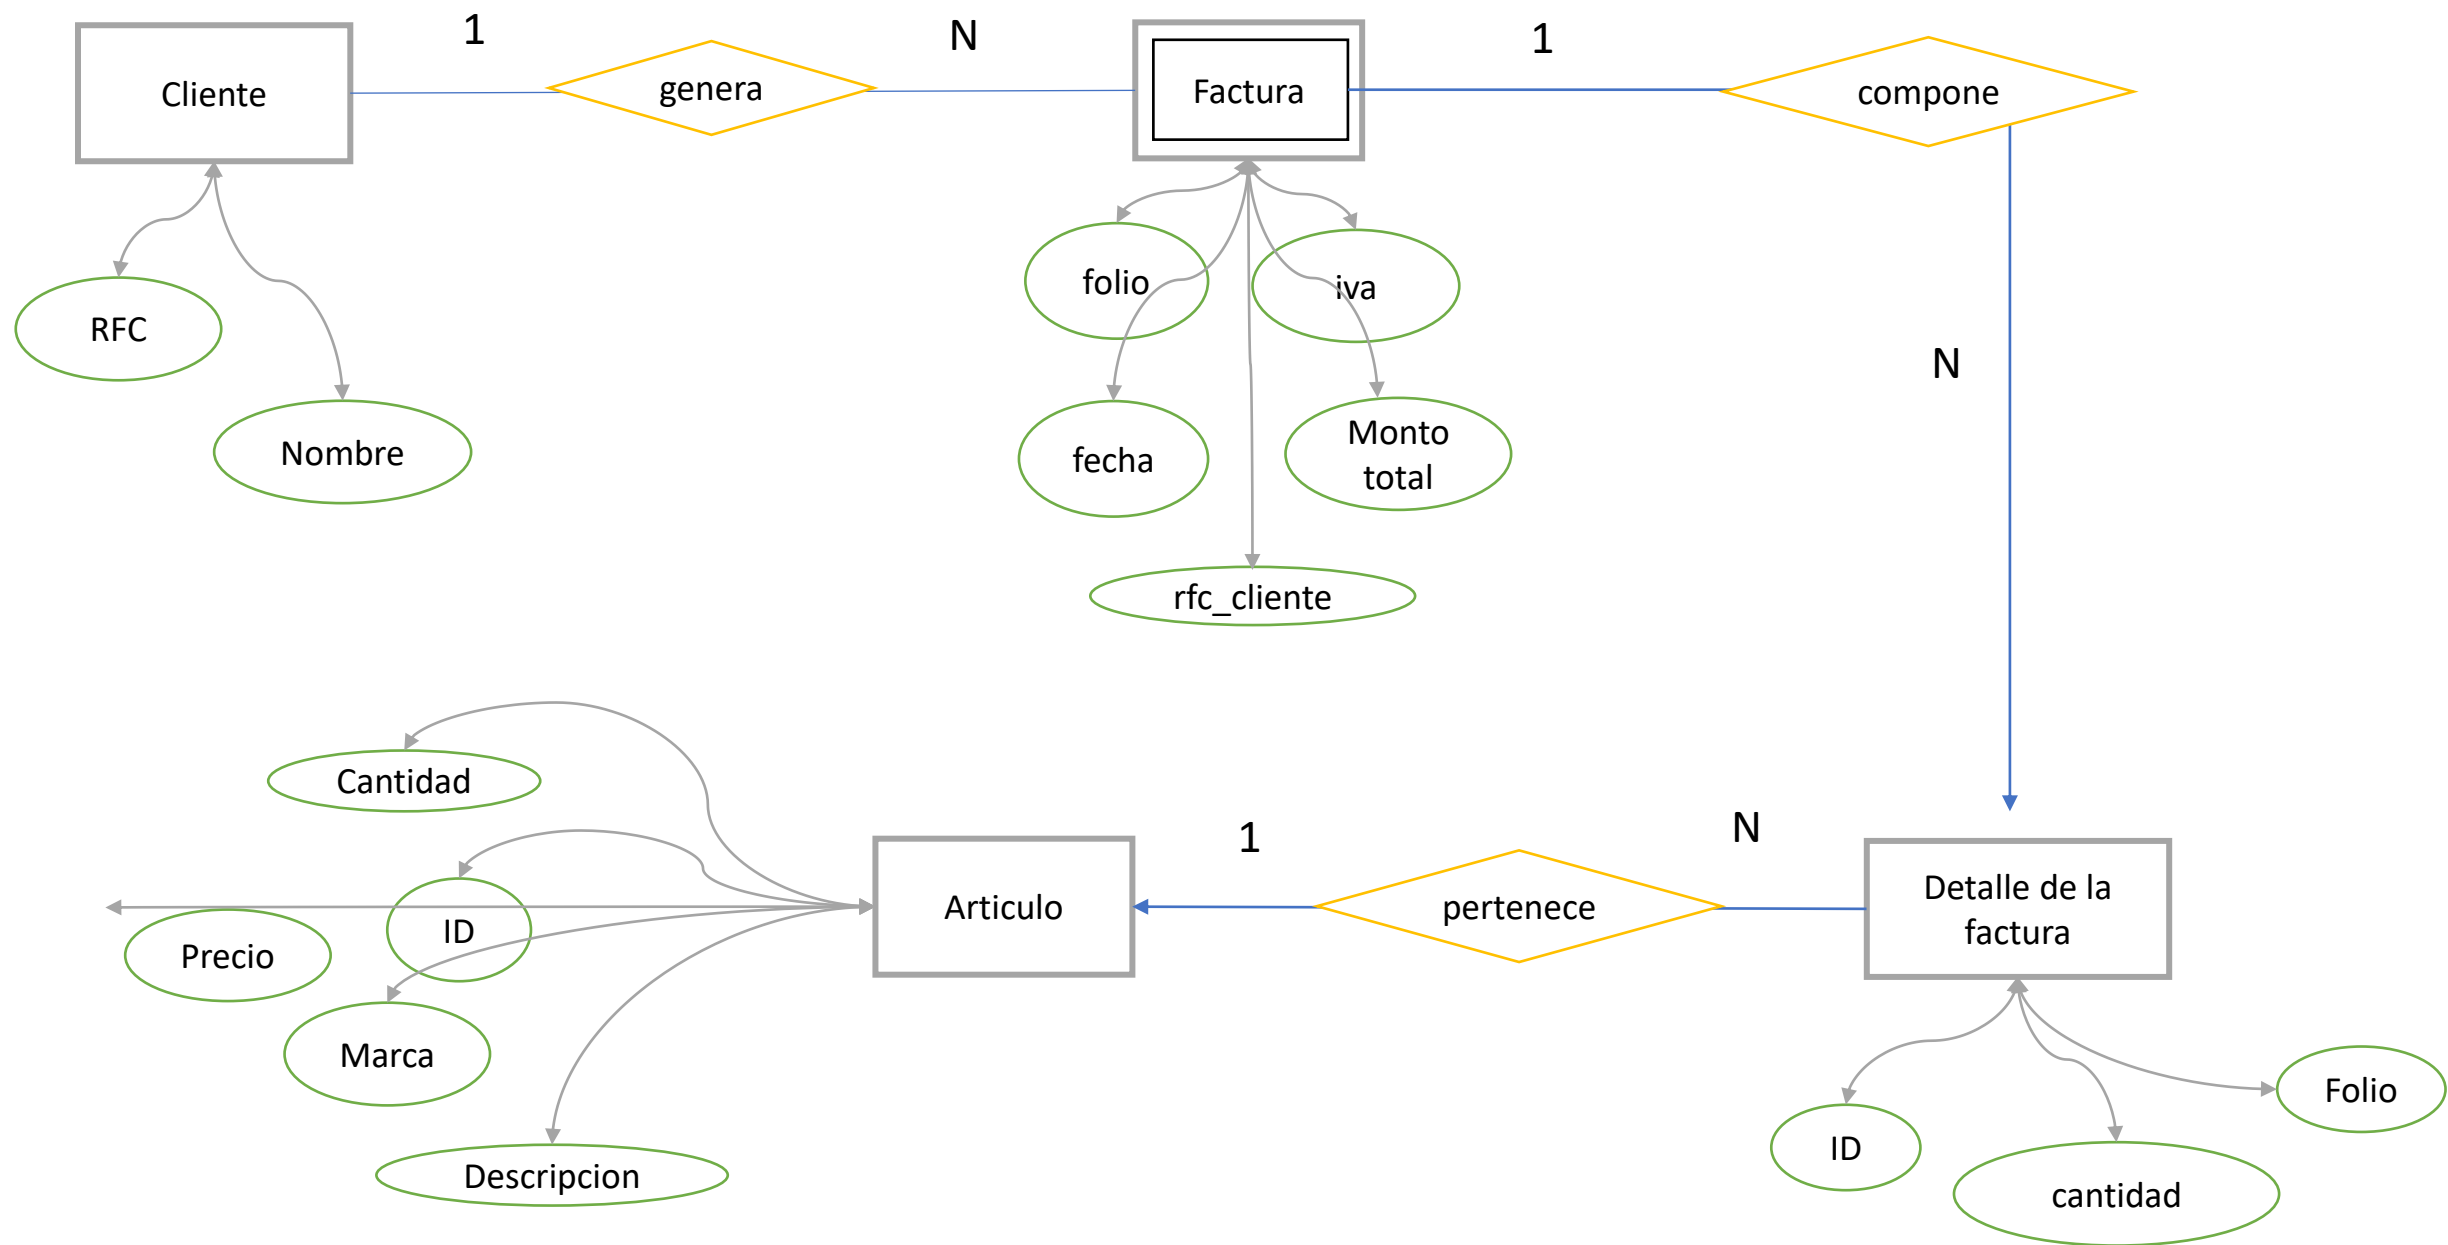 1
N
1
Cliente
genera
Factura
compone
folio
iva
RFC
N
Nombre
fecha
Monto
total
rfc_cliente
Cantidad
1
N
Articulo
pertenece
Detalle de la
factura
ID
Precio
Marca
Folio
ID
Descripcion
cantidad